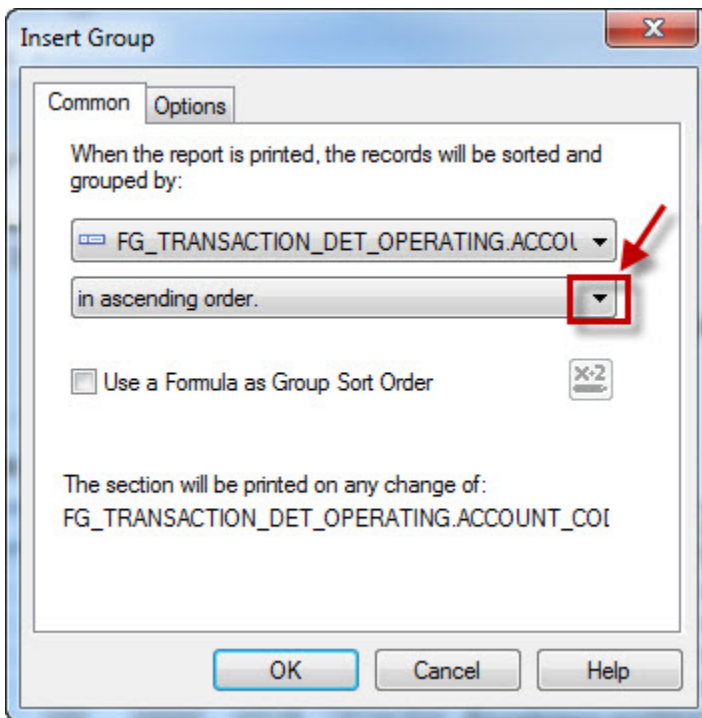 Insert Group
Common Options
When the report is printed, the records will be sorted and
grouped by:
FG_TRANSACTION_DET_OPERATING.ACCOU
in ascending order.
Use a Formula as Group Sort Order
X+2
The section will be printed on any change of:
FG_TRANSACTION_DET_OPERATING.ACCOUNT_COD
OK Cancel Help